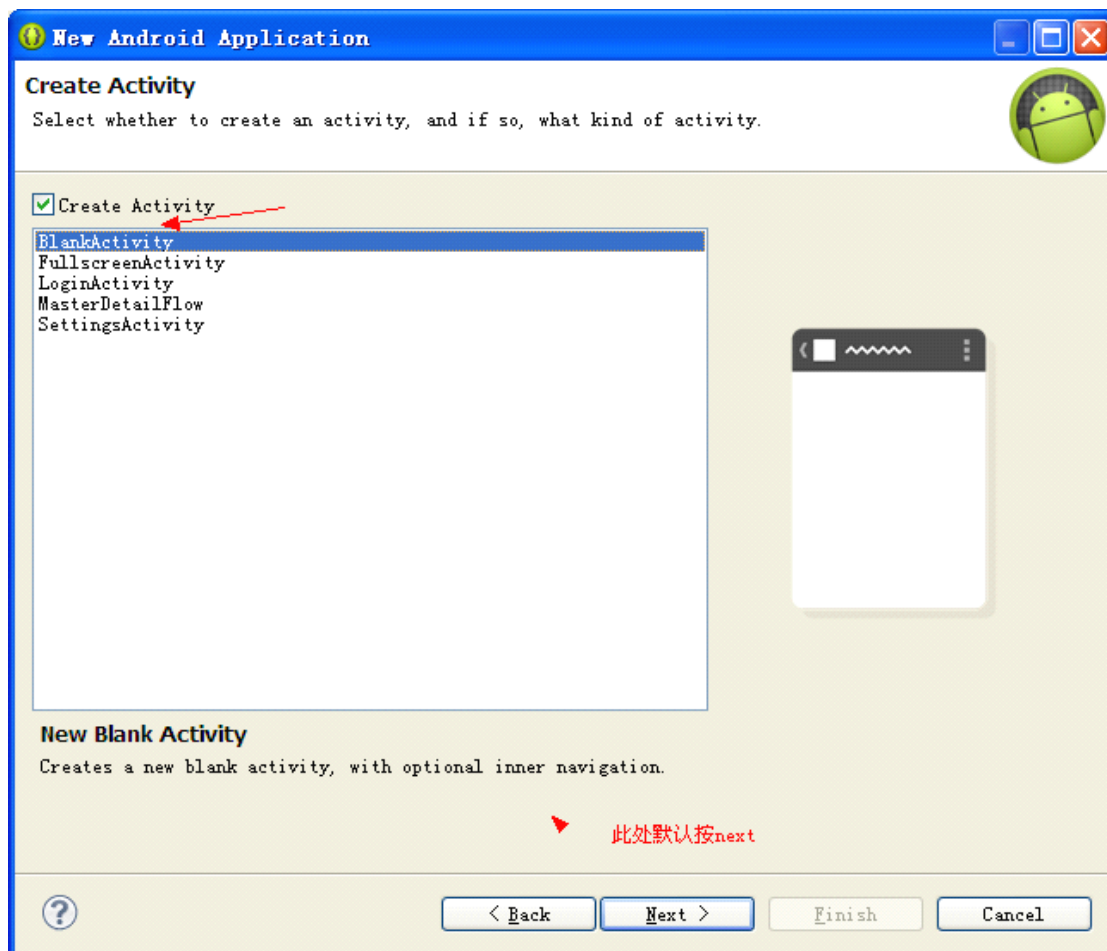 New Android Application
Create Activity
Select whether to create an activity, and if so, what kind of activity.
Create Activity
BlankActivity
FullscreenActivity
LoginActivity
MasterDetailFlow
SettingsActivity
New Blank Activity
Creates a new blank activity, with optional inner navigation.
此处默认按next
? < Back Next > Finish Cancel